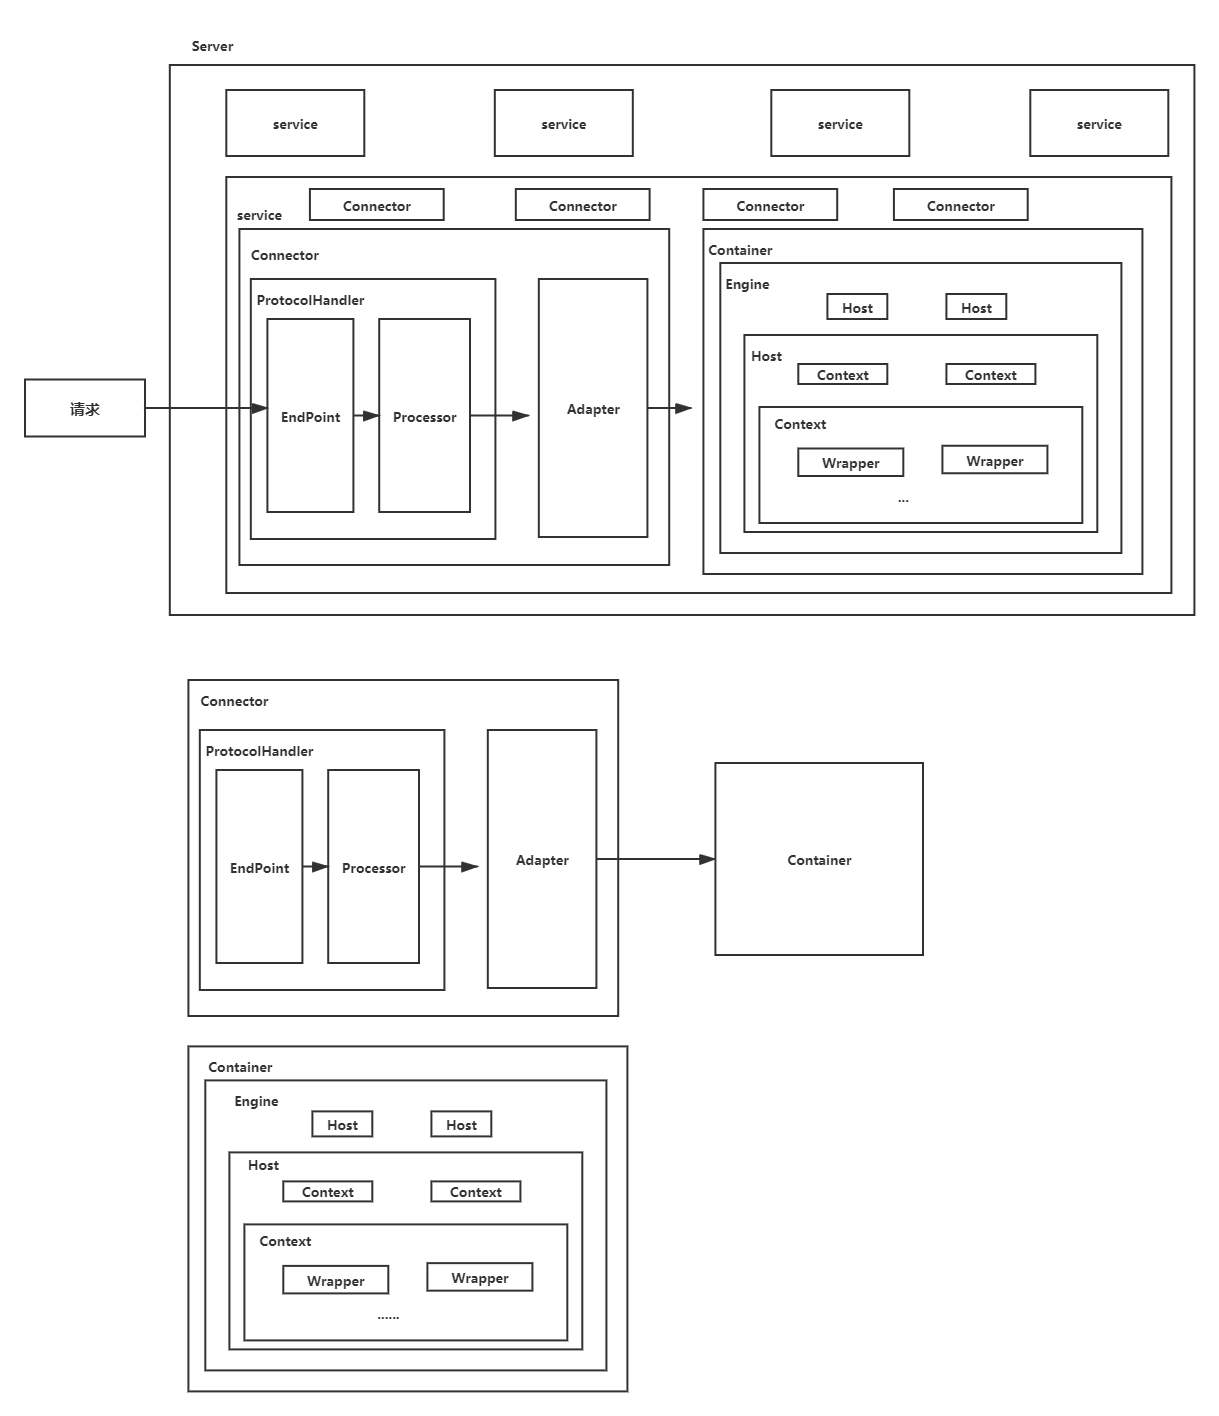 Server
service
service
service
service
service
Connector
Connector
Connector
Connector
Connector
ProtocolHandler
请求
EndPoint
Processor
Adapter
Container
Engine
Host
Host
Host
Context
Context
Context
Wrapper
Wrapper
...
Connector
ProtocolHandler
EndPoint
Processor
Adapter
Container
Container
Engine
Host
Host
Host
Context
Context
Context
Wrapper
Wrapper
......